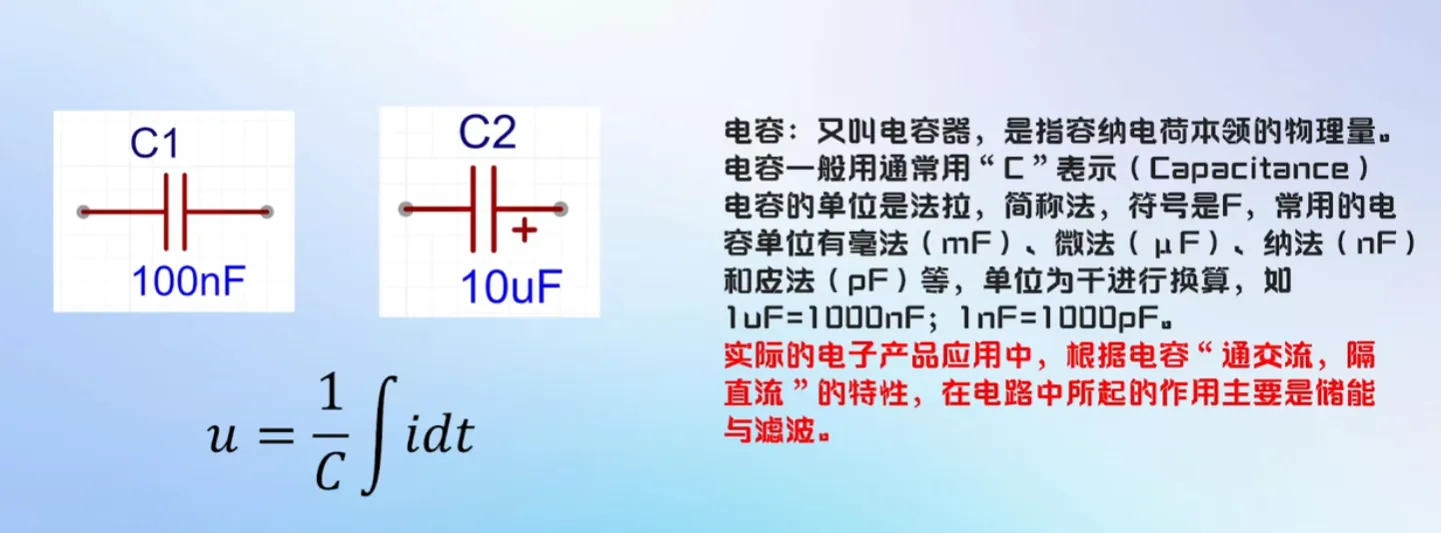 C1
100nF
C2
+
10uF
u = 1/C ∫ idt
电容：又叫电容器，是指容纳电荷本领的物理量。
电容一般用通常用“C”表示（Capacitance）
电容的单位是法拉，简称法，符号是F，常用的电
容单位有毫法（mF）、微法（μF）、纳法（nF）
和皮法（pF）等，单位为千进行换算，如
1uF=1000nF；1nF=1000pF。
实际的电子产品应用中，根据电容“通交流，隔
直流”的特性，在电路中所起的作用主要是储能
与滤波。